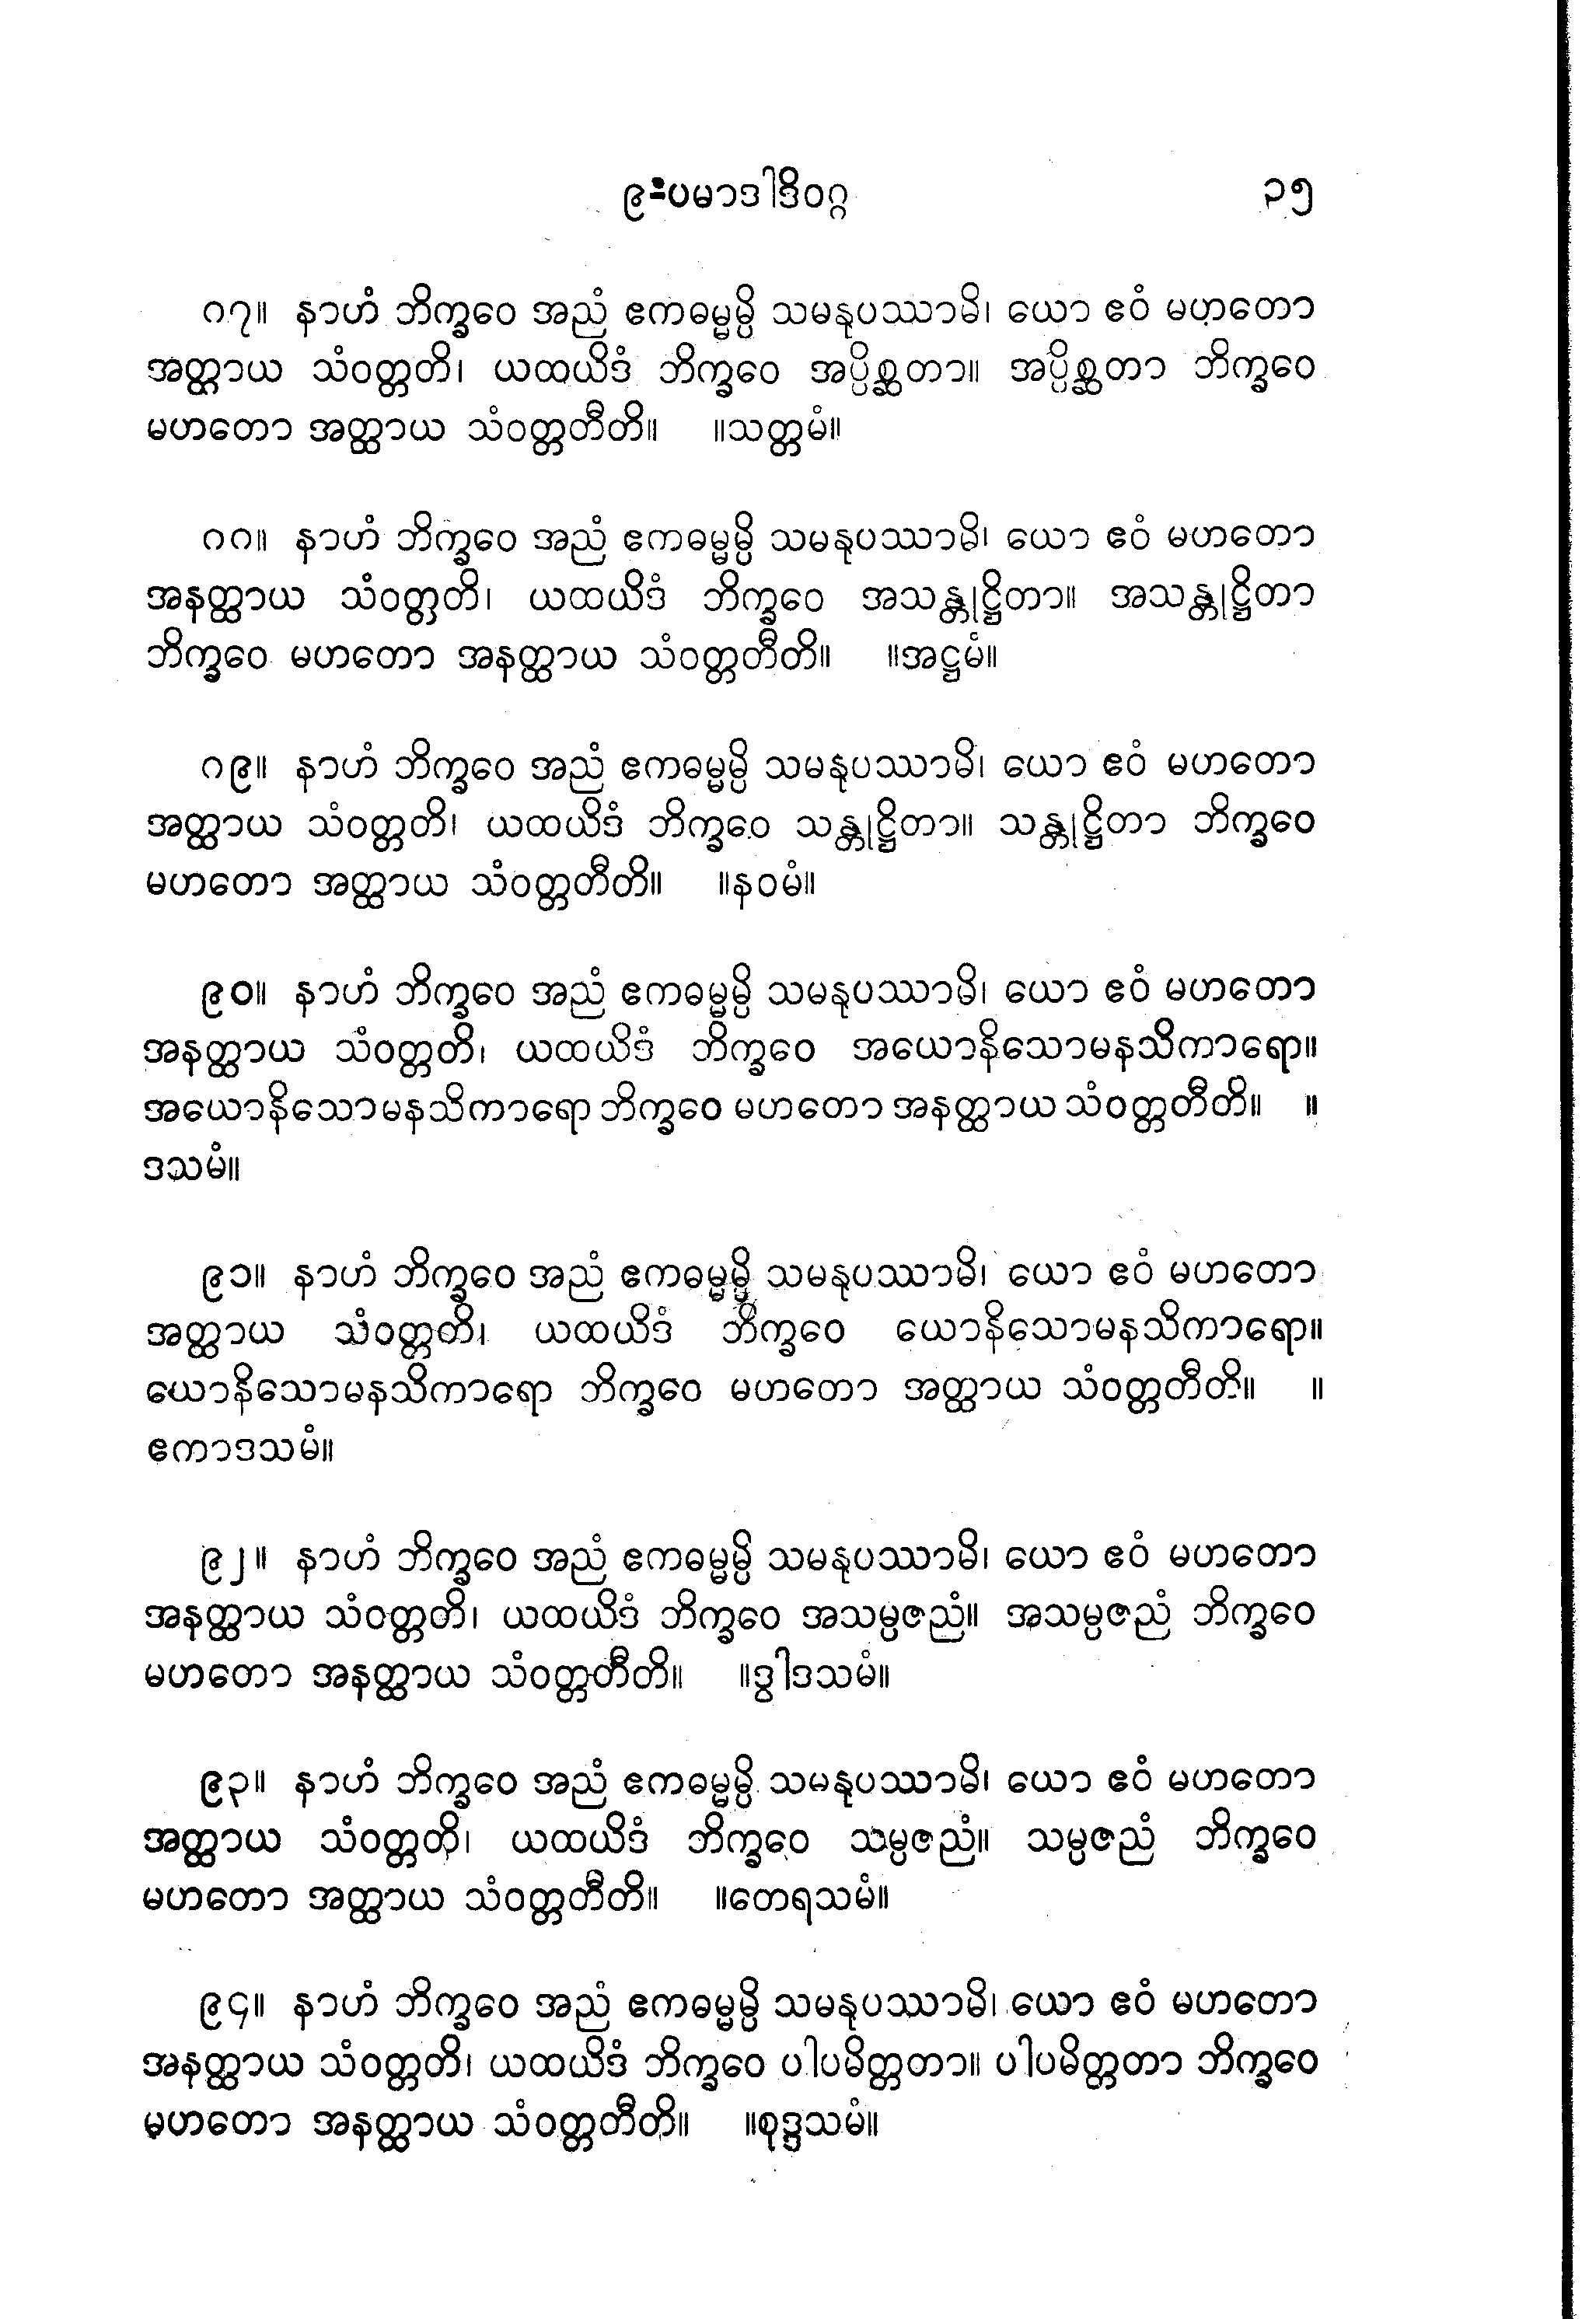 ၉-ပမာဒါဒိဝဂ္ဂ ၃၅
၈၇။ နာဟံ ဘိက္ခဝေ အညံ ဧကဓမ္မမ္ပိ သမနုပဿာမိ၊ ယော ဧဝံ မဟတော
အတ္ထာယ သံဝတ္တတိ၊ ယထယိဒံ ဘိက္ခဝေ အပ္ပိစ္ဆတာ။ အပ္ပိစ္ဆတာ ဘိက္ခဝေ
မဟတော အတ္ထာယ သံဝတ္တတီတိ။ ။သတ္တမံ။
၈၈။ နာဟံ ဘိက္ခဝေ အညံ ဧကဓမ္မမ္ပိ သမနုပဿာမိ၊ ယော ဧဝံ မဟတော
အနတ္ထာယ သံဝတ္တတိ၊ ယထယိဒံ ဘိက္ခဝေ အသန္တုဋ္ဌိတာ။ အသန္တုဋ္ဌိတာ
ဘိက္ခဝေ မဟတော အနတ္ထာယ သံဝတ္တတီတိ။ ။အဋ္ဌမံ။
၈၉။ နာဟံ ဘိက္ခဝေ အညံ ဧကဓမ္မမ္ပိ သမနုပဿာမိ၊ ယော ဧဝံ မဟတော
အတ္ထာယ သံဝတ္တတိ၊ ယထယိဒံ ဘိက္ခဝေ သန္တုဋ္ဌိတာ။ သန္တုဋ္ဌိတာ ဘိက္ခဝေ
မဟတော အတ္ထာယ သံဝတ္တတီတိ။ ။နဝမံ။
၉၀။ နာဟံ ဘိက္ခဝေ အညံ ဧကဓမ္မမ္ပိ သမနုပဿာမိ၊ ယော ဧဝံ မဟတော
အနတ္ထာယ သံဝတ္တတိ၊ ယထယိဒံ ဘိက္ခဝေ အယောနိသောမနသိကာရော။
အယောနိသောမနသိကာရော ဘိက္ခဝေ မဟတော အနတ္ထာယ သံဝတ္တတီတိ။ ။
ဒသမံ။
၉၁။ နာဟံ ဘိက္ခဝေ အညံ ဧကဓမ္မမ္ပိ သမနုပဿာမိ၊ ယော ဧဝံ မဟတော
အတ္ထာယ သံဝတ္တတိ၊ ယထယိဒံ ဘိက္ခဝေ ယောနိသောမနသိကာရော။
ယောနိသောမနသိကာရော ဘိက္ခဝေ မဟတော အတ္ထာယ သံဝတ္တတီတိ။ ။
ဧကာဒသမံ။
၉၂။ နာဟံ ဘိက္ခဝေ အညံ ဧကဓမ္မမ္ပိ သမနုပဿာမိ၊ ယော ဧဝံ မဟတော
အနတ္ထာယ သံဝတ္တတိ၊ ယထယိဒံ ဘိက္ခဝေ အသမ္ပဇညံ။ အသမ္ပဇညံ ဘိက္ခဝေ
မဟတော အနတ္ထာယ သံဝတ္တတီတိ။ ။ဒွါဒသမံ။
၉၃။ နာဟံ ဘိက္ခဝေ အညံ ဧကဓမ္မမ္ပိ သမနုပဿာမိ၊ ယော ဧဝံ မဟတော
အတ္ထာယ သံဝတ္တတိ၊ ယထယိဒံ ဘိက္ခဝေ သမ္ပဇညံ။ သမ္ပဇညံ ဘိက္ခဝေ
မဟတော အတ္ထာယ သံဝတ္တတီတိ။ ။တေရသမံ။
၉၄။ နာဟံ ဘိက္ခဝေ အညံ ဧကဓမ္မမ္ပိ သမနုပဿာမိ၊ ယော ဧဝံ မဟတော
အနတ္ထာယ သံဝတ္တတိ၊ ယထယိဒံ ဘိက္ခဝေ ပါပမိတ္တတာ။ ပါပမိတ္တတာ ဘိက္ခဝေ
မဟတော အနတ္ထာယ သံဝတ္တတီတိ။ ။စုဒ္ဒသမံ။